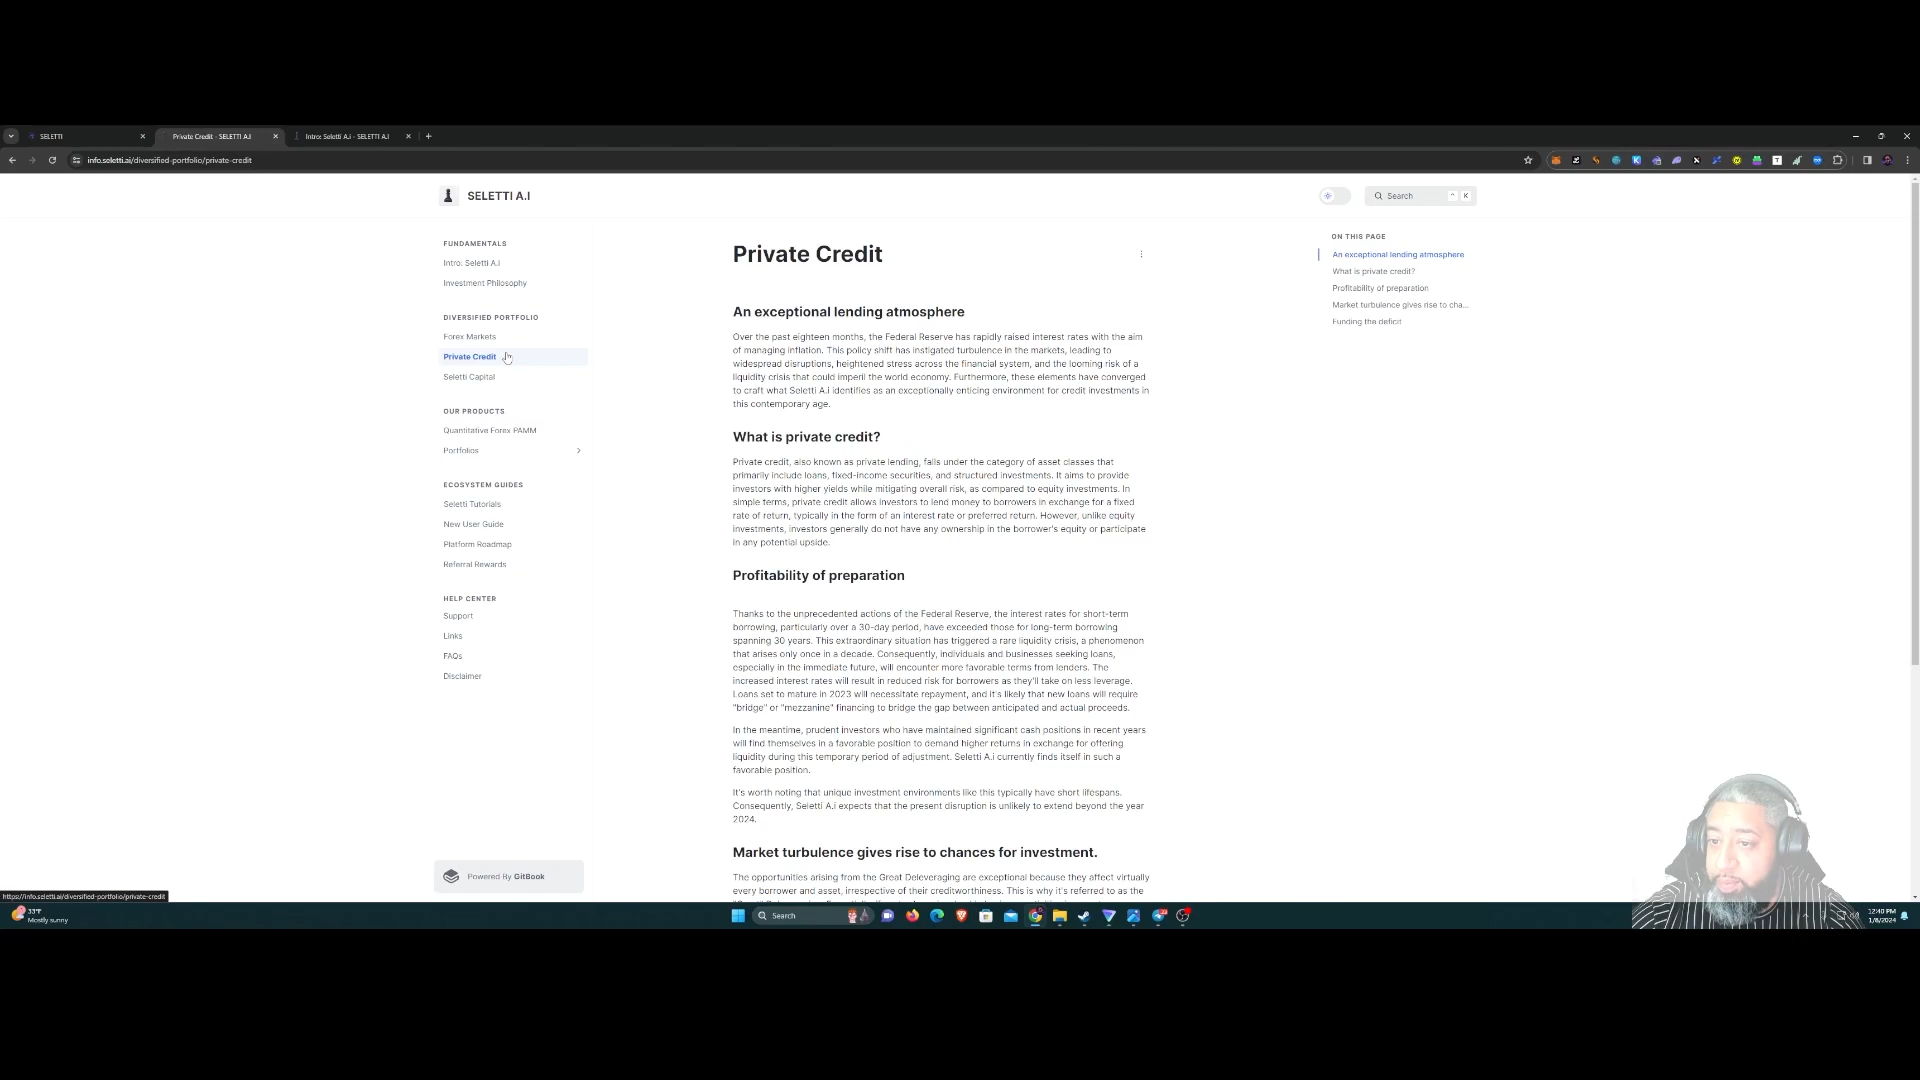 SELETTI
Private Credit - SELETTI A.I
Intro: Seletti A.i - SELETTI A.I
info.seletti.ai/diversified-portfolio/private-credit
SELETTI A.I
Search
K
FUNDAMENTALS
Intro: Seletti A.i
Investment Philosophy
DIVERSIFIED PORTFOLIO
Forex Markets
Private Credit
Seletti Capital
OUR PRODUCTS
Quantitative Forex PAMM
Portfolios
ECOSYSTEM GUIDES
Seletti Tutorials
New User Guide
Platform Roadmap
Referral Rewards
HELP CENTER
Support
Links
FAQs
Disclaimer
Powered By GitBook
Private Credit
An exceptional lending atmosphere
Over the past eighteen months, the Federal Reserve has rapidly raised interest rates with the aim
of managing inflation. This policy shift has instigated turbulence in the markets, leading to
widespread disruptions, heightened stress across the financial system, and the looming risk of a
liquidity crisis that could imperil the world economy. Furthermore, these elements have converged
to craft what Seletti A.i identifies as an exceptionally enticing environment for credit investments in
this contemporary age.
What is private credit?
Private credit, also known as private lending, falls under the category of asset classes that
primarily include loans, fixed-income securities, and structured investments. It aims to provide
investors with higher yields while mitigating overall risk, as compared to equity investments. In
simple terms, private credit allows investors to lend money to borrowers in exchange for a fixed
rate of return, typically in the form of an interest rate or preferred return. However, unlike equity
investments, investors generally do not have any ownership in the borrower's equity or participate
in any potential upside.
Profitability of preparation
Thanks to the unprecedented actions of the Federal Reserve, the interest rates for short-term
borrowing, particularly over a 30-day period, have exceeded those for long-term borrowing
spanning 30 years. This extraordinary situation has triggered a rare liquidity crisis, a phenomenon
that arises only once in a decade. Consequently, individuals and businesses seeking loans,
especially in the immediate future, will encounter more favorable terms from lenders. The
increased interest rates will result in reduced risk for borrowers as they'll take on less leverage.
Loans set to mature in 2023 will necessitate repayment, and it's likely that new loans will require
"bridge" or "mezzanine" financing to bridge the gap between anticipated and actual proceeds.
In the meantime, prudent investors who have maintained significant cash positions in recent years
will find themselves in a favorable position to demand higher returns in exchange for offering
liquidity during this temporary period of adjustment. Seletti A.i currently finds itself in such a
favorable position.
It's worth noting that unique investment environments like this typically have short lifespans.
Consequently, Seletti A.i expects that the present disruption is unlikely to extend beyond the year
2024.
Market turbulence gives rise to chances for investment.
The opportunities arising from the Great Deleveraging are exceptional because they affect virtually
every borrower and asset, irrespective of their creditworthiness. This is why it's referred to as the
ON THIS PAGE
An exceptional lending atmosphere
What is private credit?
Profitability of preparation
Market turbulence gives rise to cha...
Funding the deficit
https://info.seletti.ai/diversified-portfolio/private-credit
33°F
Mostly sunny
Search
12:40 PM
1/8/2024